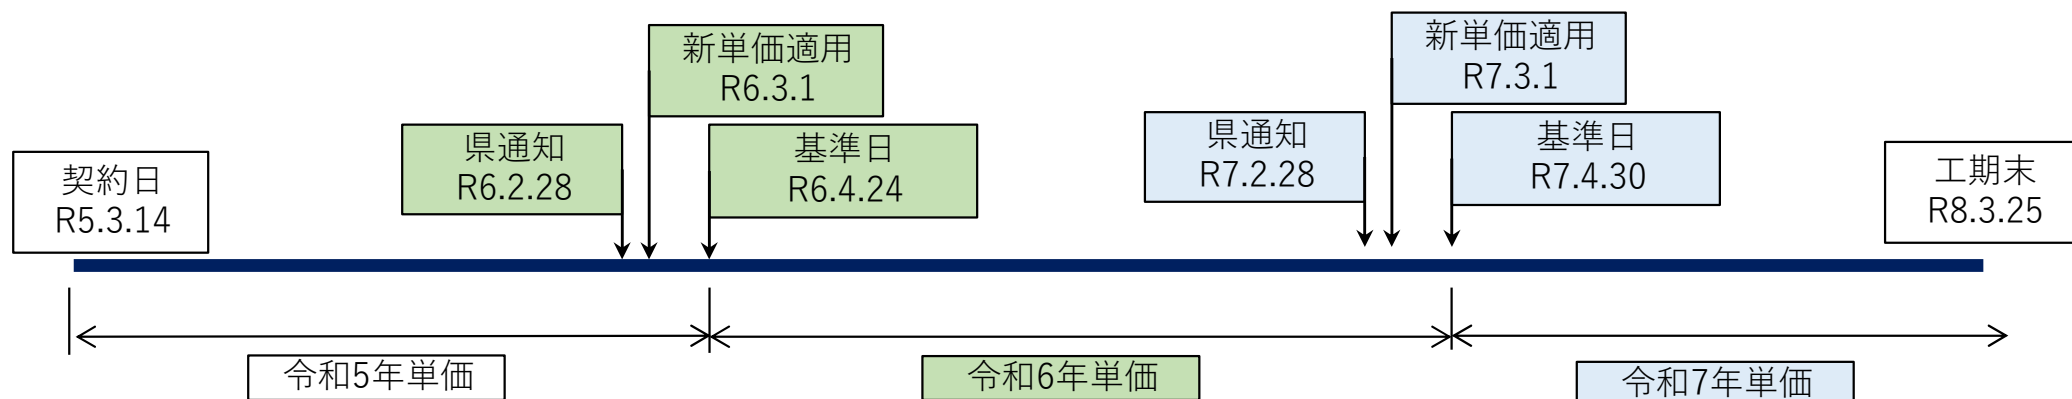 新単価適用
R6.3.1
新単価適用
R7.3.1
県通知
R6.2.28
基準日
R6.4.24
県通知
R7.2.28
基準日
R7.4.30
契約日
R5.3.14
工期末
R8.3.25
令和5年単価
令和6年単価
令和7年単価